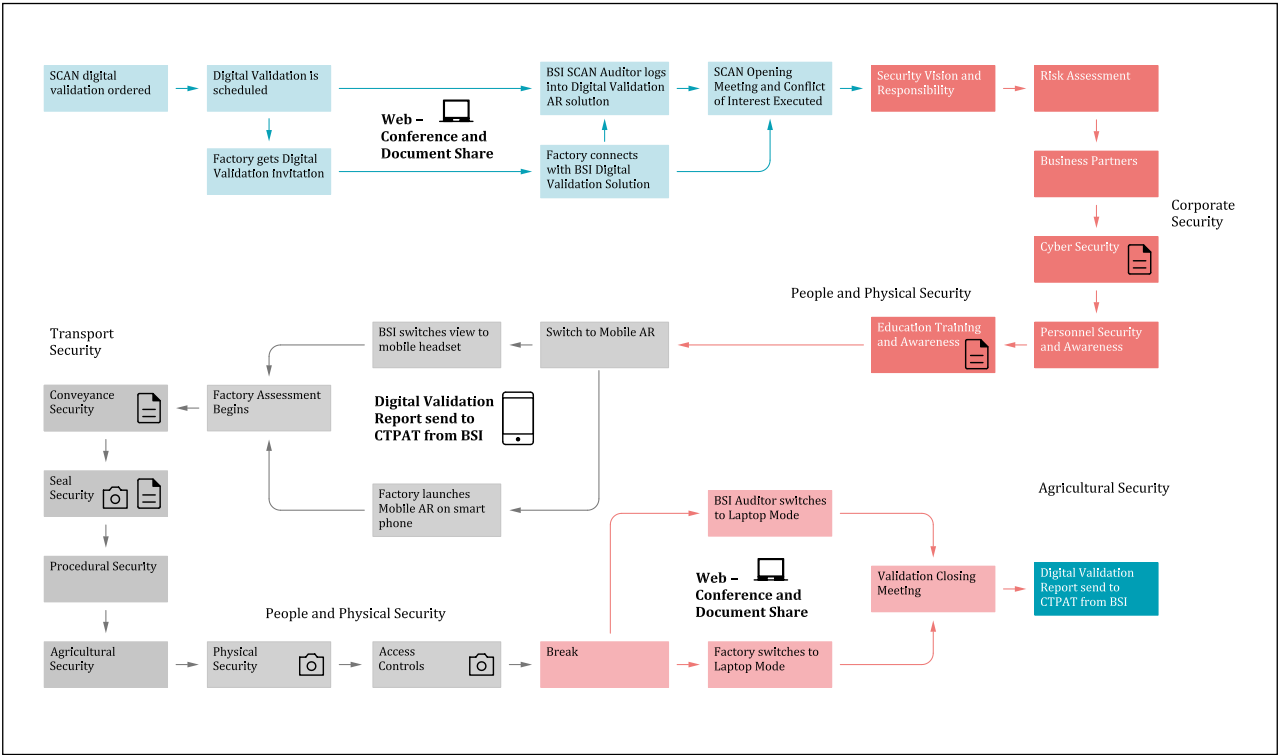 SCAN digital
validation ordered
Digital Validation is
scheduled
BSI SCAN Auditor logs
into Digital Validation
AR solution
SCAN Opening
Meeting and Conflict
of Interest Executed
Security Vision and
Responsibility
Risk Assessment
Web –
Conference and
Document Share
Factory gets Digital
Validation Invitation
Factory connects
with BSI Digital
Validation Solution
Business Partners
Corporate
Security
Cyber Security
People and Physical Security
Transport
Security
BSI switches view to
mobile headset
Switch to Mobile AR
Education Training
and Awareness
Personnel Security
and Awareness
Conveyance
Security
Factory Assessment
Begins
Digital Validation
Report send to
CTPAT from BSI
Seal
Security
Factory launches
Mobile AR on smart
phone
BSI Auditor switches
to Laptop Mode
Agricultural Security
Procedural Security
Web –
Conference and
Document Share
Validation Closing
Meeting
Digital Validation
Report send to
CTPAT from BSI
People and Physical Security
Agricultural
Security
Physical
Security
Access
Controls
Break
Factory switches to
Laptop Mode